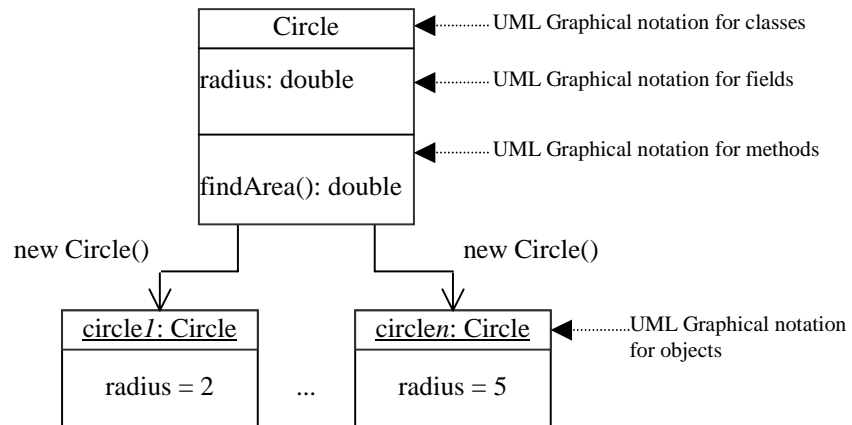 Circle
UML Graphical notation for classes
radius: double
UML Graphical notation for fields
UML Graphical notation for methods
findArea(): double
new Circle()
new Circle()
circle1: Circle
circlen: Circle
UML Graphical notation
for objects
radius = 2
...
radius = 5